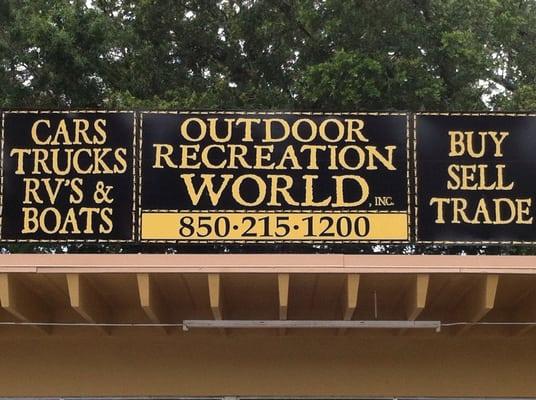 CARS
TRUCKS
RV'S &
BOATS
OUTDOOR
RECREATION
WORLD, INC.
850·215·1200
BUY
SELL
TRADE